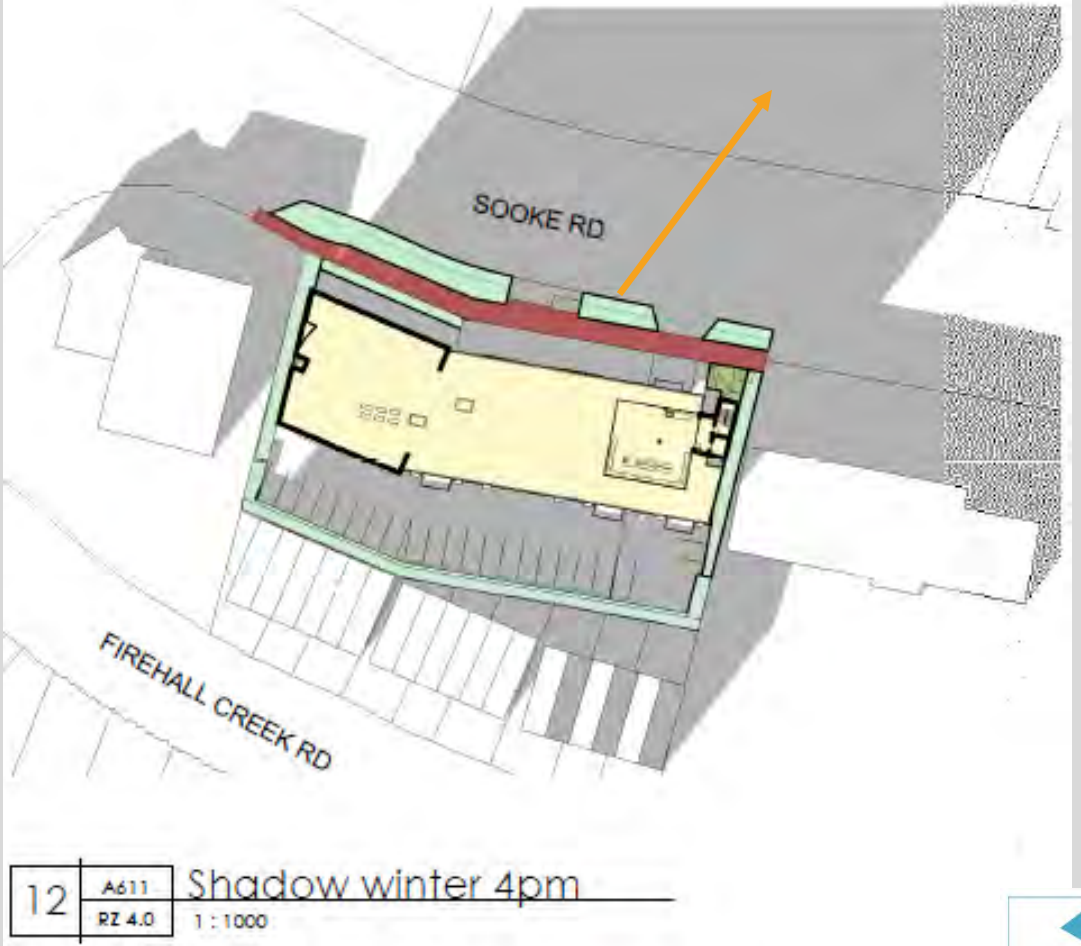 SOOKE RD
FIREHALL CREEK RD
12
A611
RZ 4.0
Shadow winter 4pm
1 : 1000